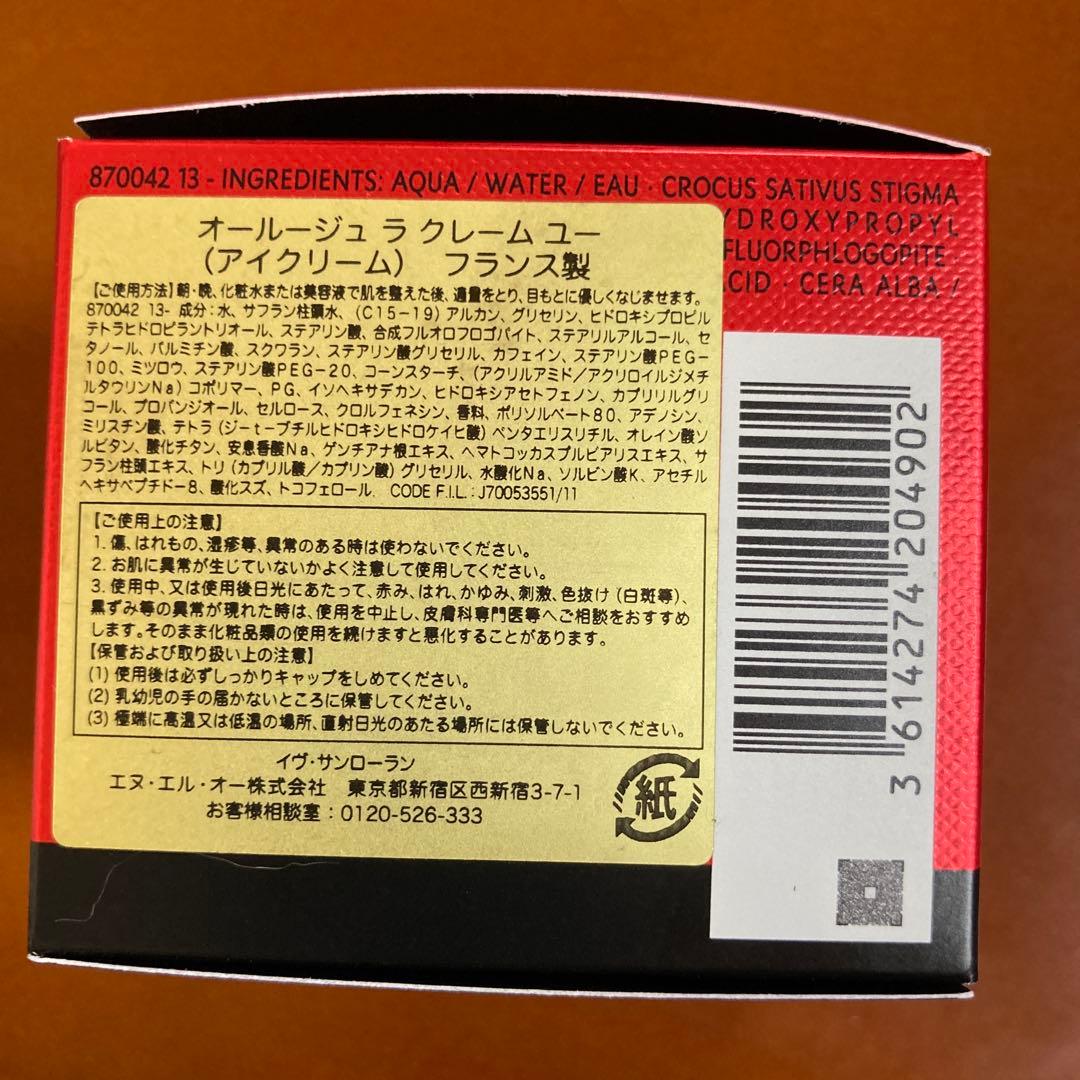 870042 13 - INGREDIENTS: AQUA / WATER / EAU · CROCUS SATIVUS STIGMA
YDROXYPROPYL
FLUORPHLOGOPITE ·
ACID · CERA ALBA /
オールージュ ラ クレーム ユー
(アイクリーム) フランス製
【ご使用方法】朝・晩、化粧水または美容液で肌を整えた後、適量をとり、目もとに優しくなじませます。
870042 13- 成分：水、サフラン柱頭水、(C15-19)アルカン、グリセリン、ヒドロキシプロピル
テトラヒドロピラントリオール、ステアリン酸、合成フルオロフロゴパイト、ステアリルアルコール、セ
タノール、パルミチン酸、スクワラン、ステアリン酸グリセリル、カフェイン、ステアリン酸PEG-
100、ミツロウ、ステアリン酸PEG-20、コーンスターチ、(アクリルアミド/アクリロイルジメチ
ルタウリンNa)コポリマー、PG、イソヘキサデカン、ヒドロキシアセトフェノン、カプリリルグリ
コール、プロパンジオール、セルロース、クロルフェネシン、香料、ポリソルベート80、アデノシン、
ミリスチン酸、テトラ(ジ-t-ブチルヒドロキシヒドロケイヒ酸)ペンタエリスリチル、オレイン酸ソ
ルビタン、酸化チタン、安息香酸Na、ゲンチアナ根エキス、ヘマトコッカスプルビアリスエキス、サ
フラン柱頭エキス、トリ(カプリル酸/カプリン酸)グリセリル、水酸化Na、ソルビン酸K、アセチル
ヘキサペプチド-8、酸化スズ、トコフェロール. CODE F.I.L.: J70053551/11
【ご使用上の注意】
1. 傷、はれもの、湿疹等、異常のある時は使わないでください。
2. お肌に異常が生じていないかよく注意して使用してください。
3. 使用中、又は使用後日光にあたって、赤み、はれ、かゆみ、刺激、色抜け(白斑等)、
黒ずみ等の異常が現れた時は、使用を中止し、皮膚科専門医等へご相談をおすすめ
します。そのまま化粧品類の使用を続けますと悪化することがあります。
【保管および取り扱い上の注意】
(1) 使用後は必ずしっかりキャップをしめてください。
(2) 乳幼児の手の届かないところに保管してください。
(3) 極端に高温又は低温の場所、直射日光のあたる場所には保管しないでください。
イヴ・サンローラン
エヌ・エル・オー株式会社 東京都新宿区西新宿3-7-1
お客様相談室：0120-526-333
紙
3 614274 204902